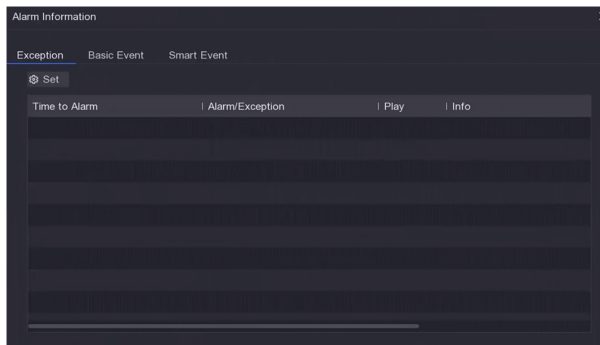 Alarm Information
Exception Basic Event Smart Event
Set
Time to Alarm Alarm/Exception Play Info